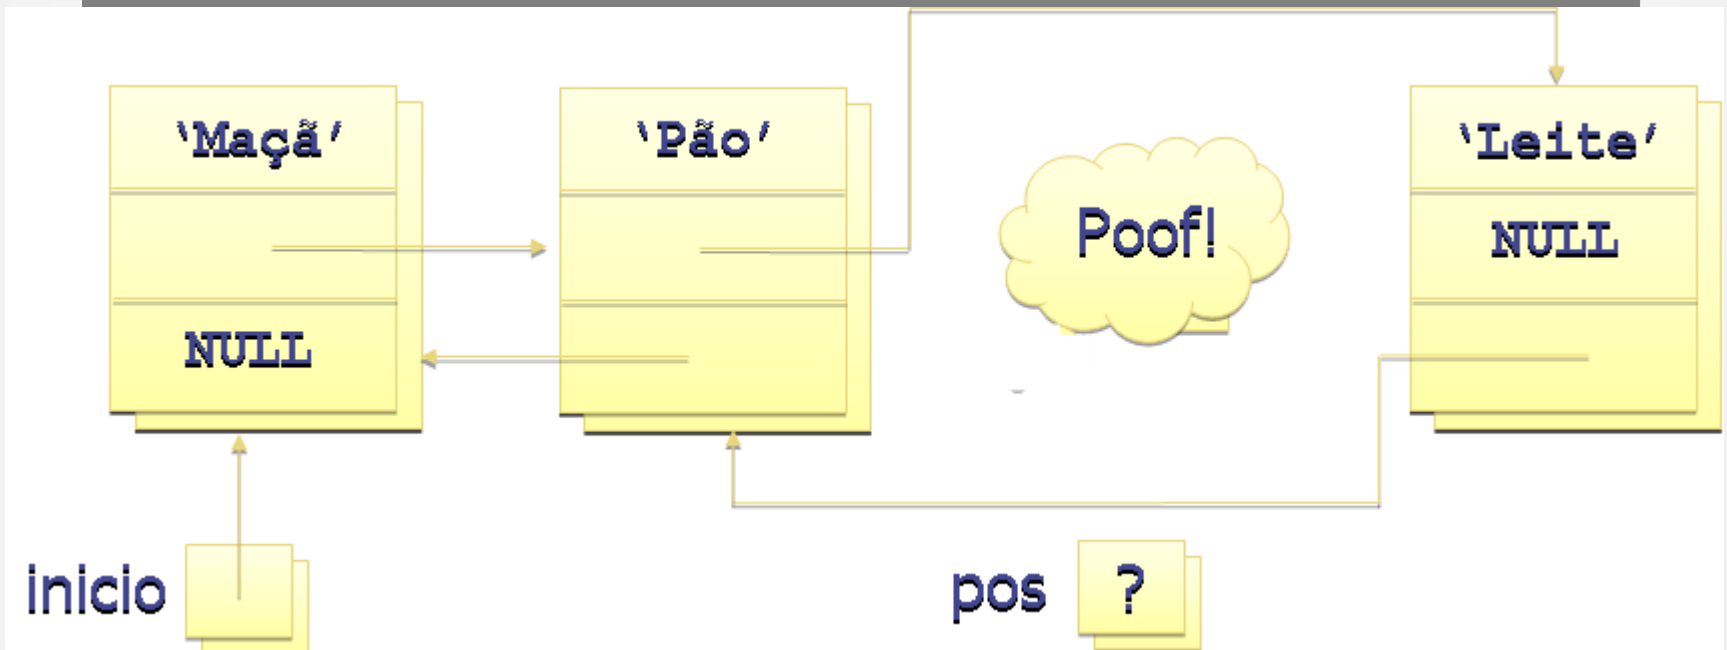 ‘Maçã’
‘Pão’
‘Leite’
Poof!
NULL
NULL
inicio
pos ?